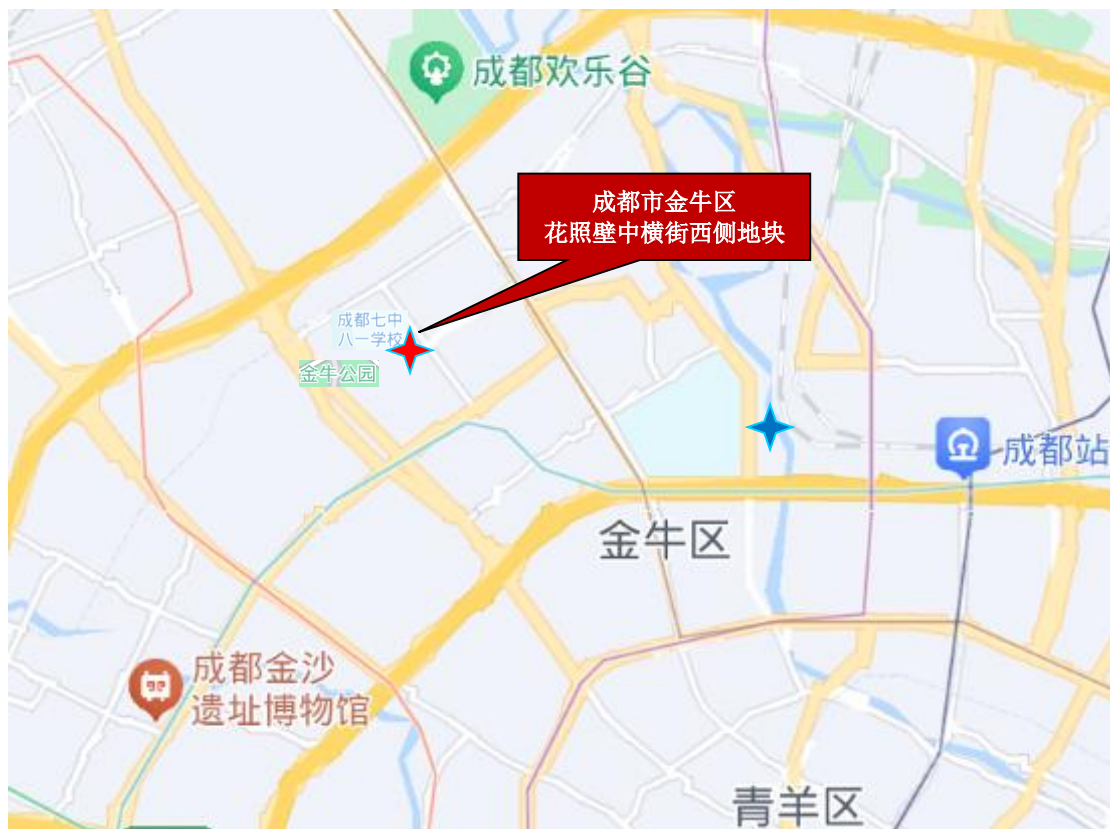 成都欢乐谷
成都市金牛区
花照壁中横街西侧地块
成都七中
八一学校
金牛公园
成都站
金牛区
成都金沙
遗址博物馆
青羊区